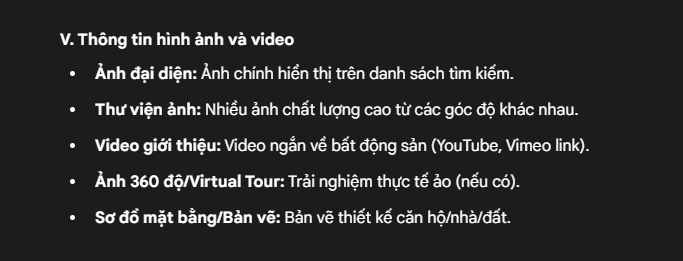 V. Thông tin hình ảnh và video
• Ảnh đại diện: Ảnh chính hiển thị trên danh sách tìm kiếm.
• Thư viện ảnh: Nhiều ảnh chất lượng cao từ các góc độ khác nhau.
• Video giới thiệu: Video ngắn về bất động sản (YouTube, Vimeo link).
• Ảnh 360 độ/Virtual Tour: Trải nghiệm thực tế ảo (nếu có).
• Sơ đồ mặt bằng/Bản vẽ: Bản vẽ thiết kế căn hộ/nhà/đất.